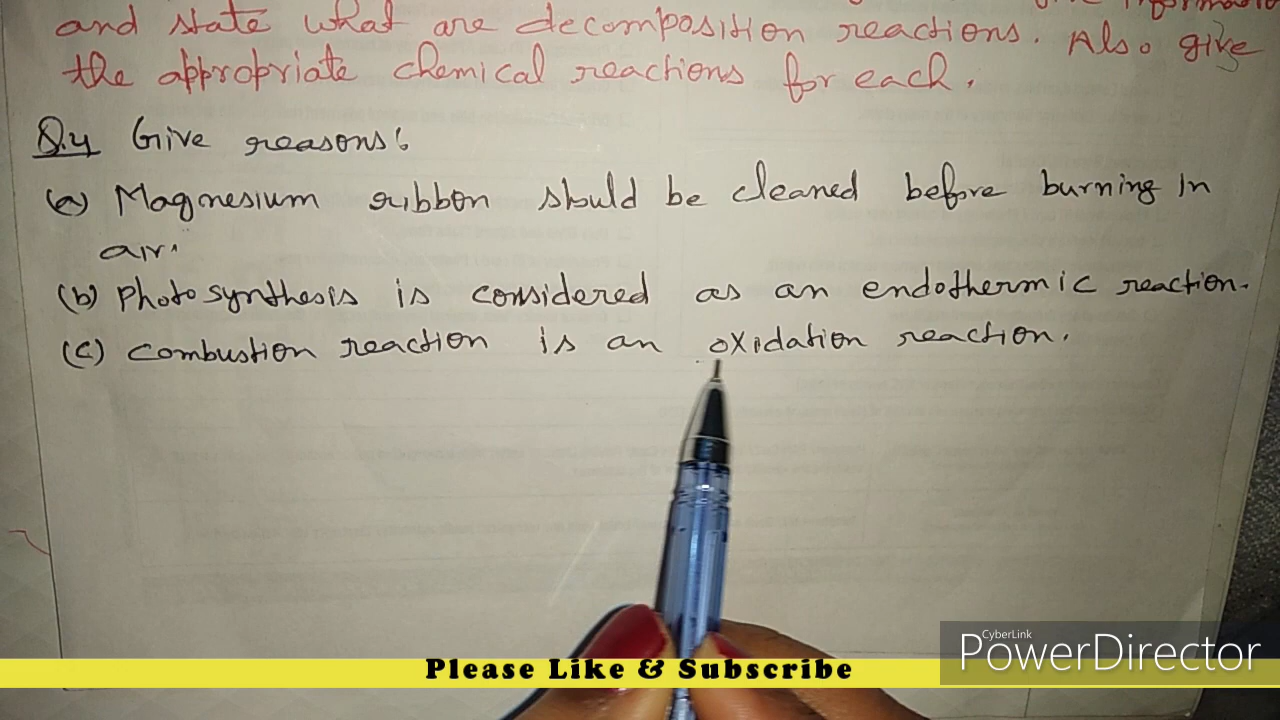 and state what are decomposition reactions. Also give
the appropriate chemical reactions for each.
Q.4 Give reasons:
(a) Magnesium ribbon should be cleaned before burning in
air.
(b) Photosynthesis is considered as an endothermic reaction.
(c) Combustion reaction is an oxidation reaction.
CyberLink
PowerDirector
Please Like & Subscribe